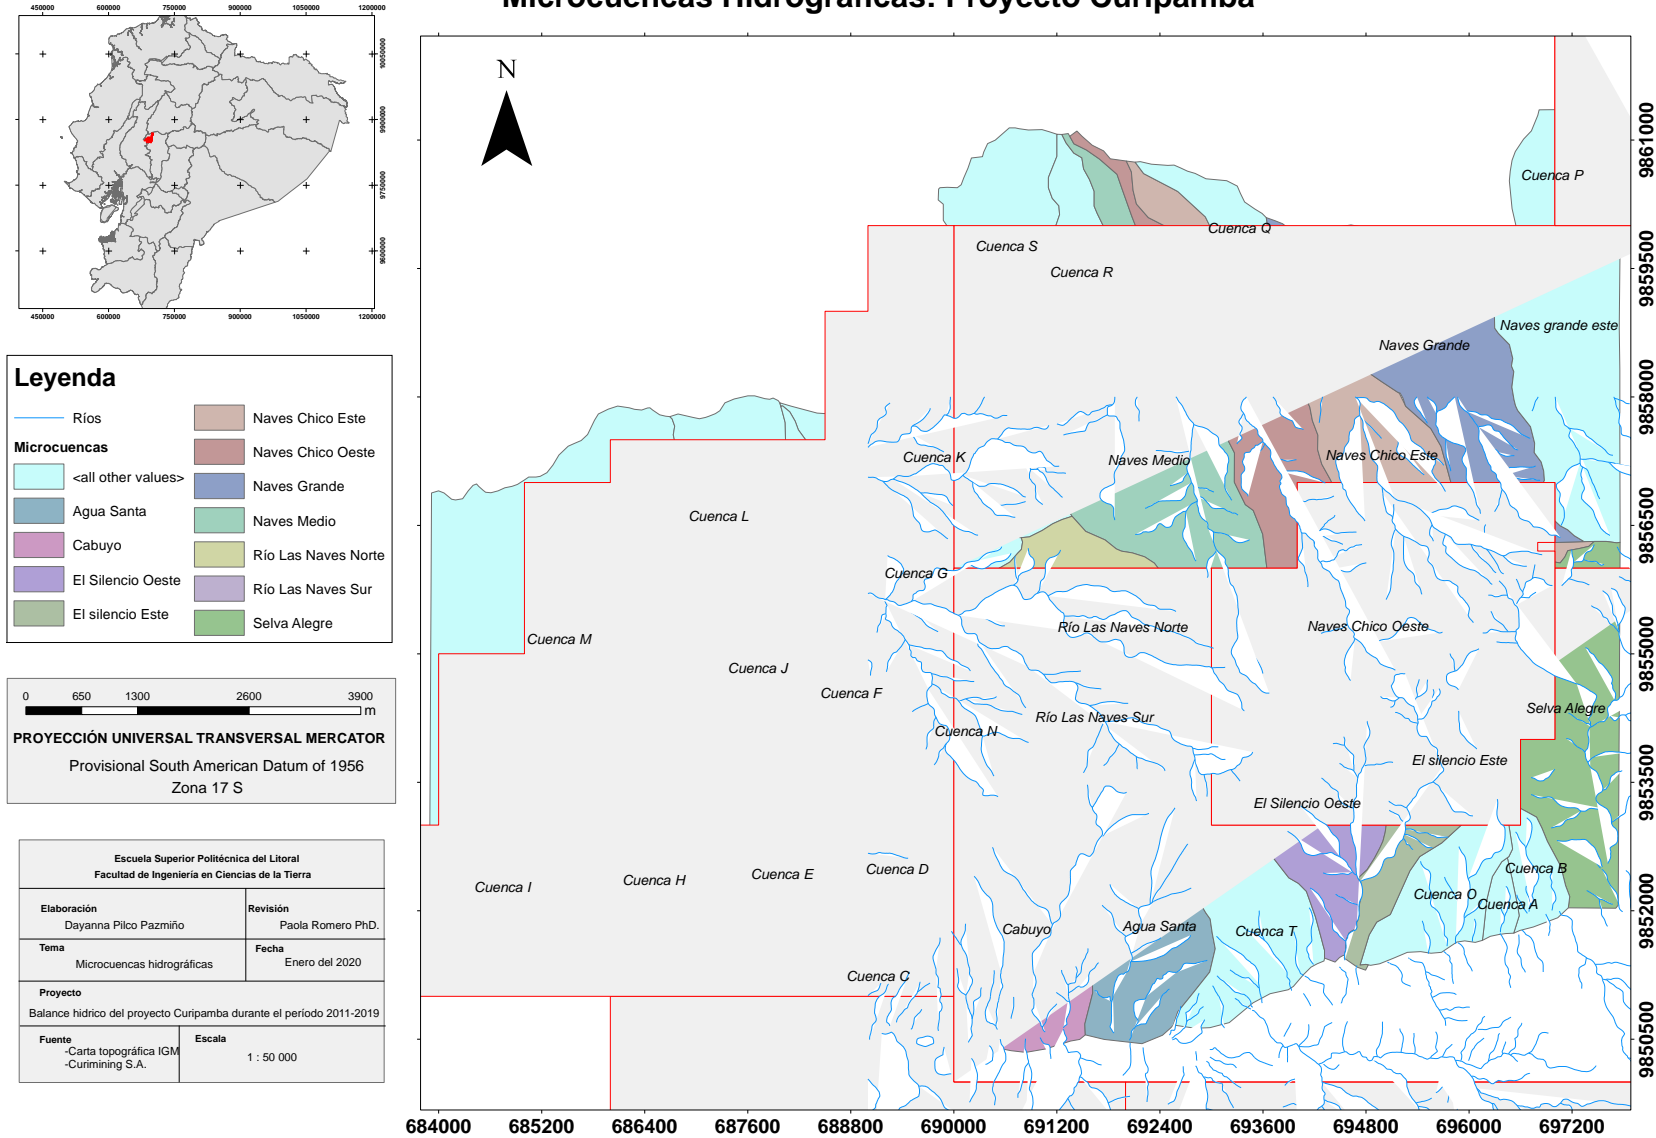 Microcuencas Hidrográficas: Proyecto Curipamba
450000 600000 750000 900000 1050000 1200000
10050000
9900000
9750000
9600000
450000 600000 750000 900000 1050000 1200000
N
Leyenda
Ríos
Microcuencas
<all other values>
Agua Santa
Cabuyo
El Silencio Oeste
El silencio Este
Naves Chico Este
Naves Chico Oeste
Naves Grande
Naves Medio
Río Las Naves Norte
Río Las Naves Sur
Selva Alegre
0 650 1300 2600 3900
m
PROYECCIÓN UNIVERSAL TRANSVERSAL MERCATOR
Provisional South American Datum of 1956
Zona 17 S
Escuela Superior Politécnica del Litoral
Facultad de Ingeniería en Ciencias de la Tierra
Elaboración
Dayanna Pilco Pazmiño
Revisión
Paola Romero PhD.
Tema
Microcuencas hidrográficas
Fecha
Enero del 2020
Proyecto
Balance hidrico del proyecto Curipamba durante el período 2011-2019
Fuente
-Carta topográfica IGM
-Curimining S.A.
Escala
1 : 50 000
Cuenca P
Cuenca Q
Cuenca S
Cuenca R
Naves grande este
Naves Grande
Cuenca K
Naves Medio
Naves Chico Este
Cuenca L
Cuenca G
Río Las Naves Norte
Naves Chico Oeste
Cuenca M
Cuenca J
Cuenca F
Selva Alegre
Río Las Naves Sur
Cuenca N
El silencio Este
El Silencio Oeste
Cuenca I
Cuenca H
Cuenca E
Cuenca D
Cuenca B
Cuenca O
Cuenca A
Cabuyo
Agua Santa
Cuenca T
Cuenca C
9861000
9859500
9858000
9856500
9855000
9853500
9852000
9850500
684000 685200 686400 687600 688800 690000 691200 692400 693600 694800 696000 697200